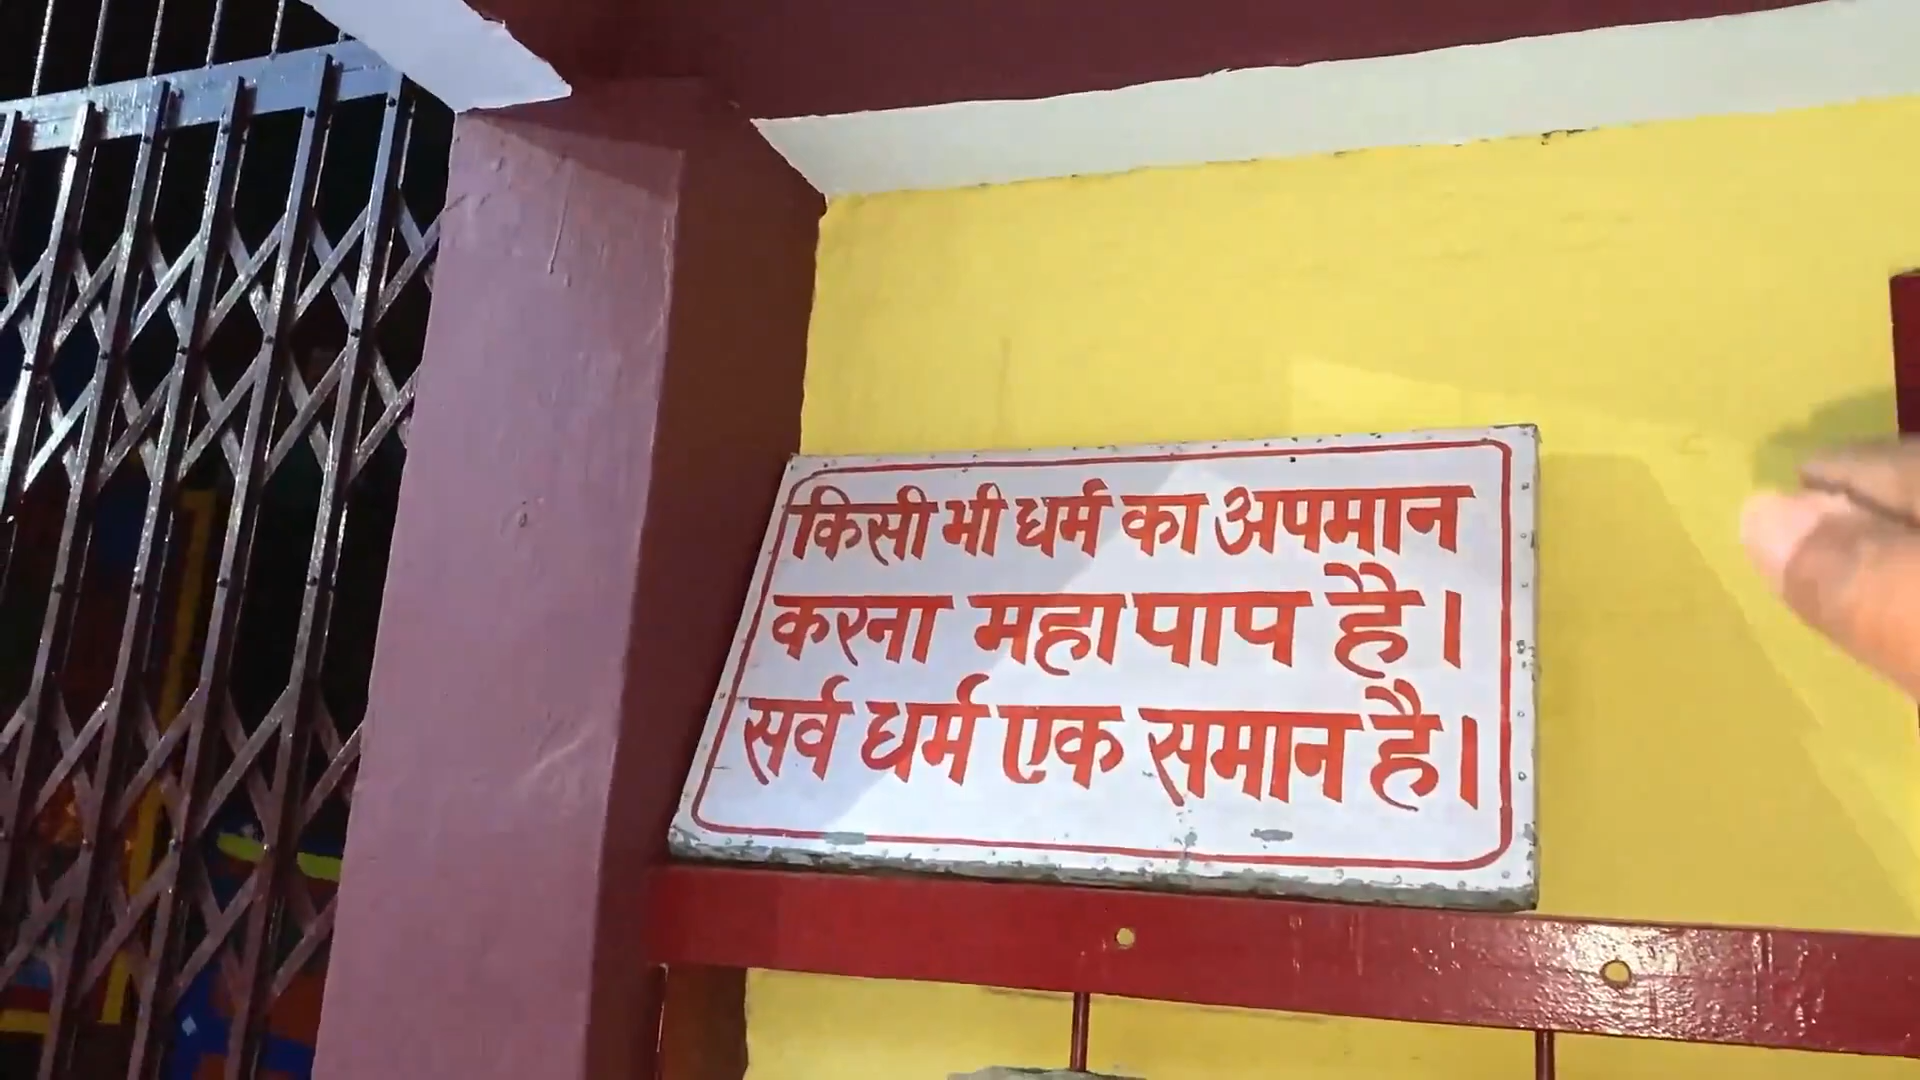 किसी भी धर्म का अपमान
करना महापाप है।
सर्व धर्म एक समान है।